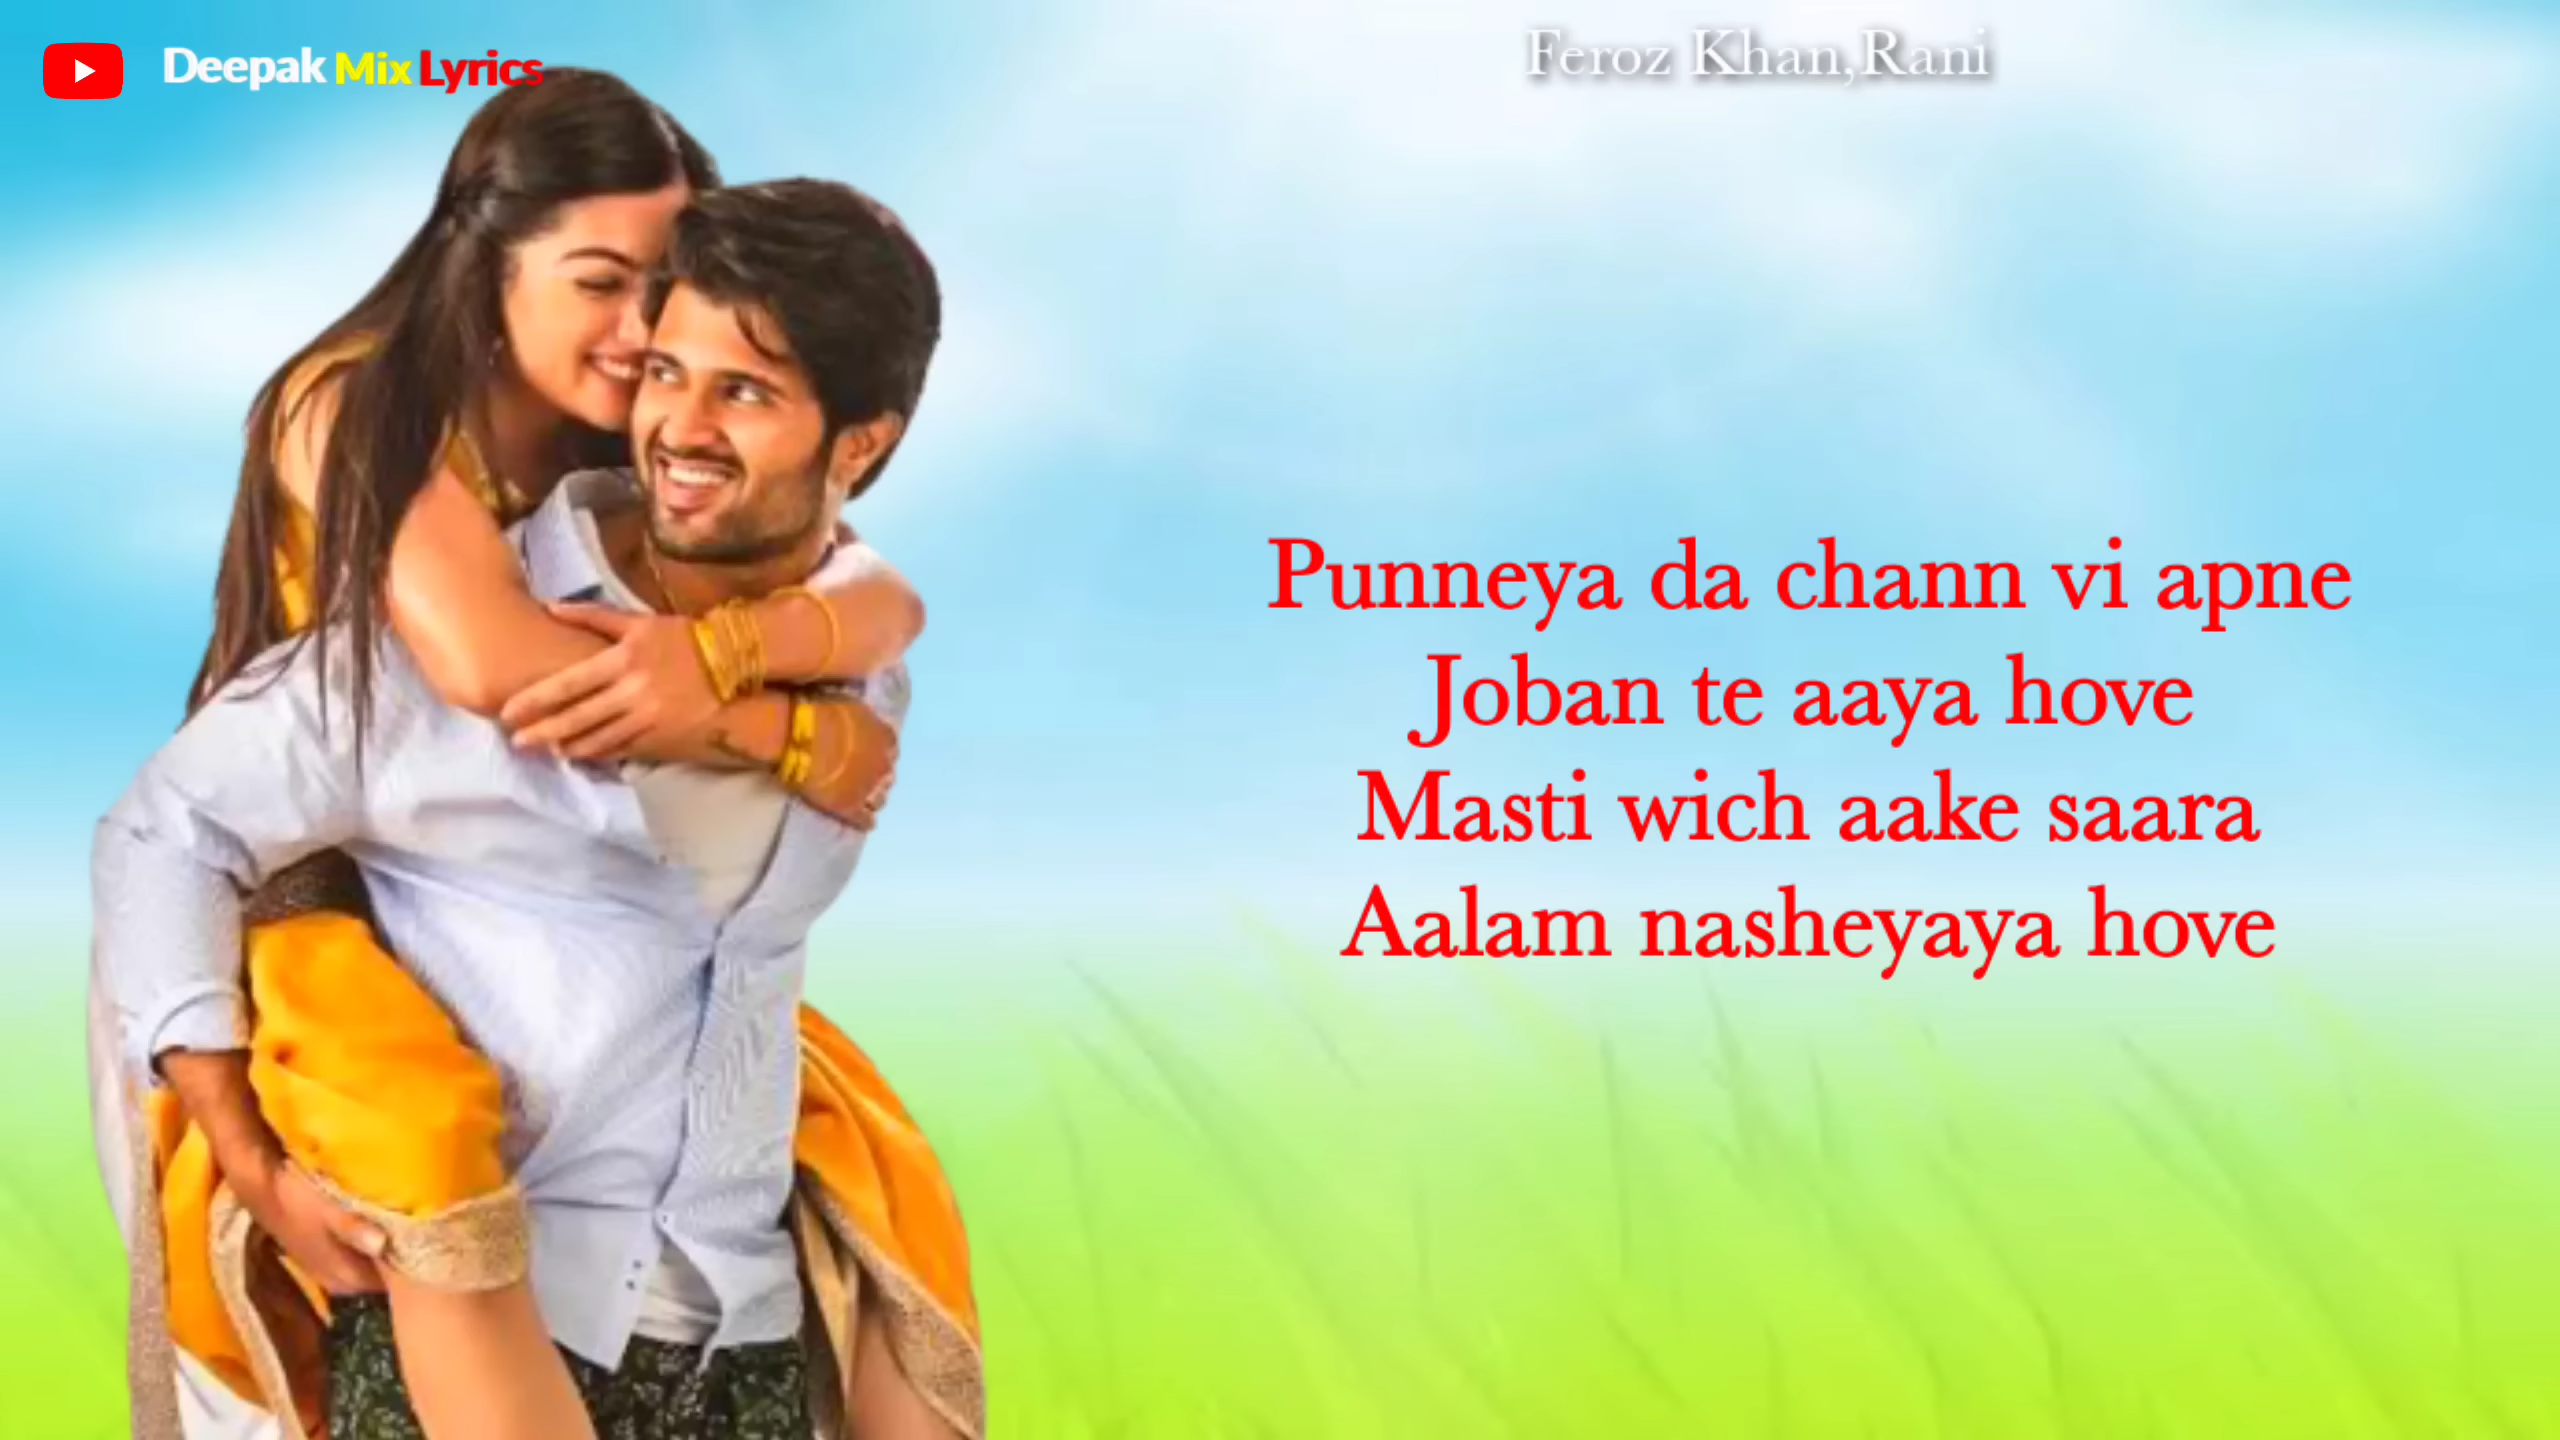 Deepak Mix Lyrics
Feroz Khan,Rani
Punneya da chann vi apne
Joban te aaya hove
Masti wich aake saara
Aalam nasheyaya hove